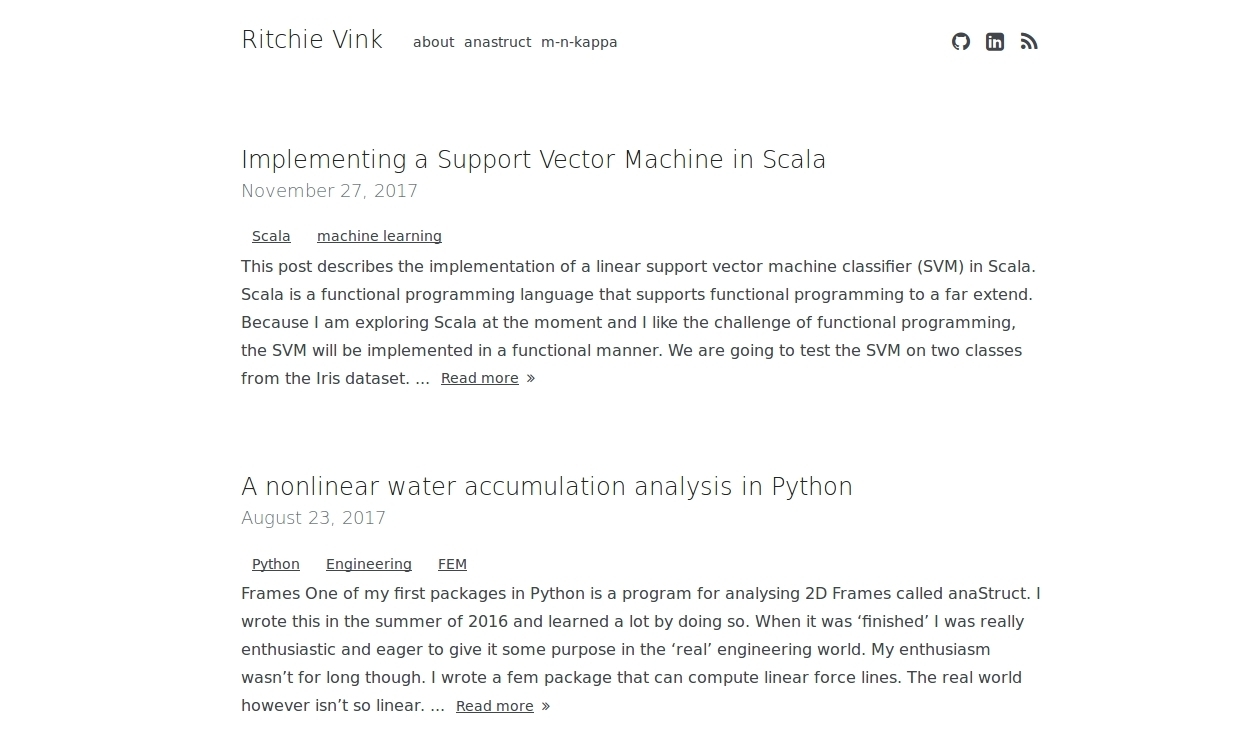 Ritchie Vink about anastruct m-n-kappa
Implementing a Support Vector Machine in Scala
November 27, 2017
Scala machine learning
This post describes the implementation of a linear support vector machine classifier (SVM) in Scala.
Scala is a functional programming language that supports functional programming to a far extend.
Because I am exploring Scala at the moment and I like the challenge of functional programming,
the SVM will be implemented in a functional manner. We are going to test the SVM on two classes
from the Iris dataset. ... Read more »
A nonlinear water accumulation analysis in Python
August 23, 2017
Python Engineering FEM
Frames One of my first packages in Python is a program for analysing 2D Frames called anaStruct. I
wrote this in the summer of 2016 and learned a lot by doing so. When it was ‘finished’ I was really
enthusiastic and eager to give it some purpose in the ‘real’ engineering world. My enthusiasm
wasn’t for long though. I wrote a fem package that can compute linear force lines. The real world
however isn’t so linear. ... Read more »